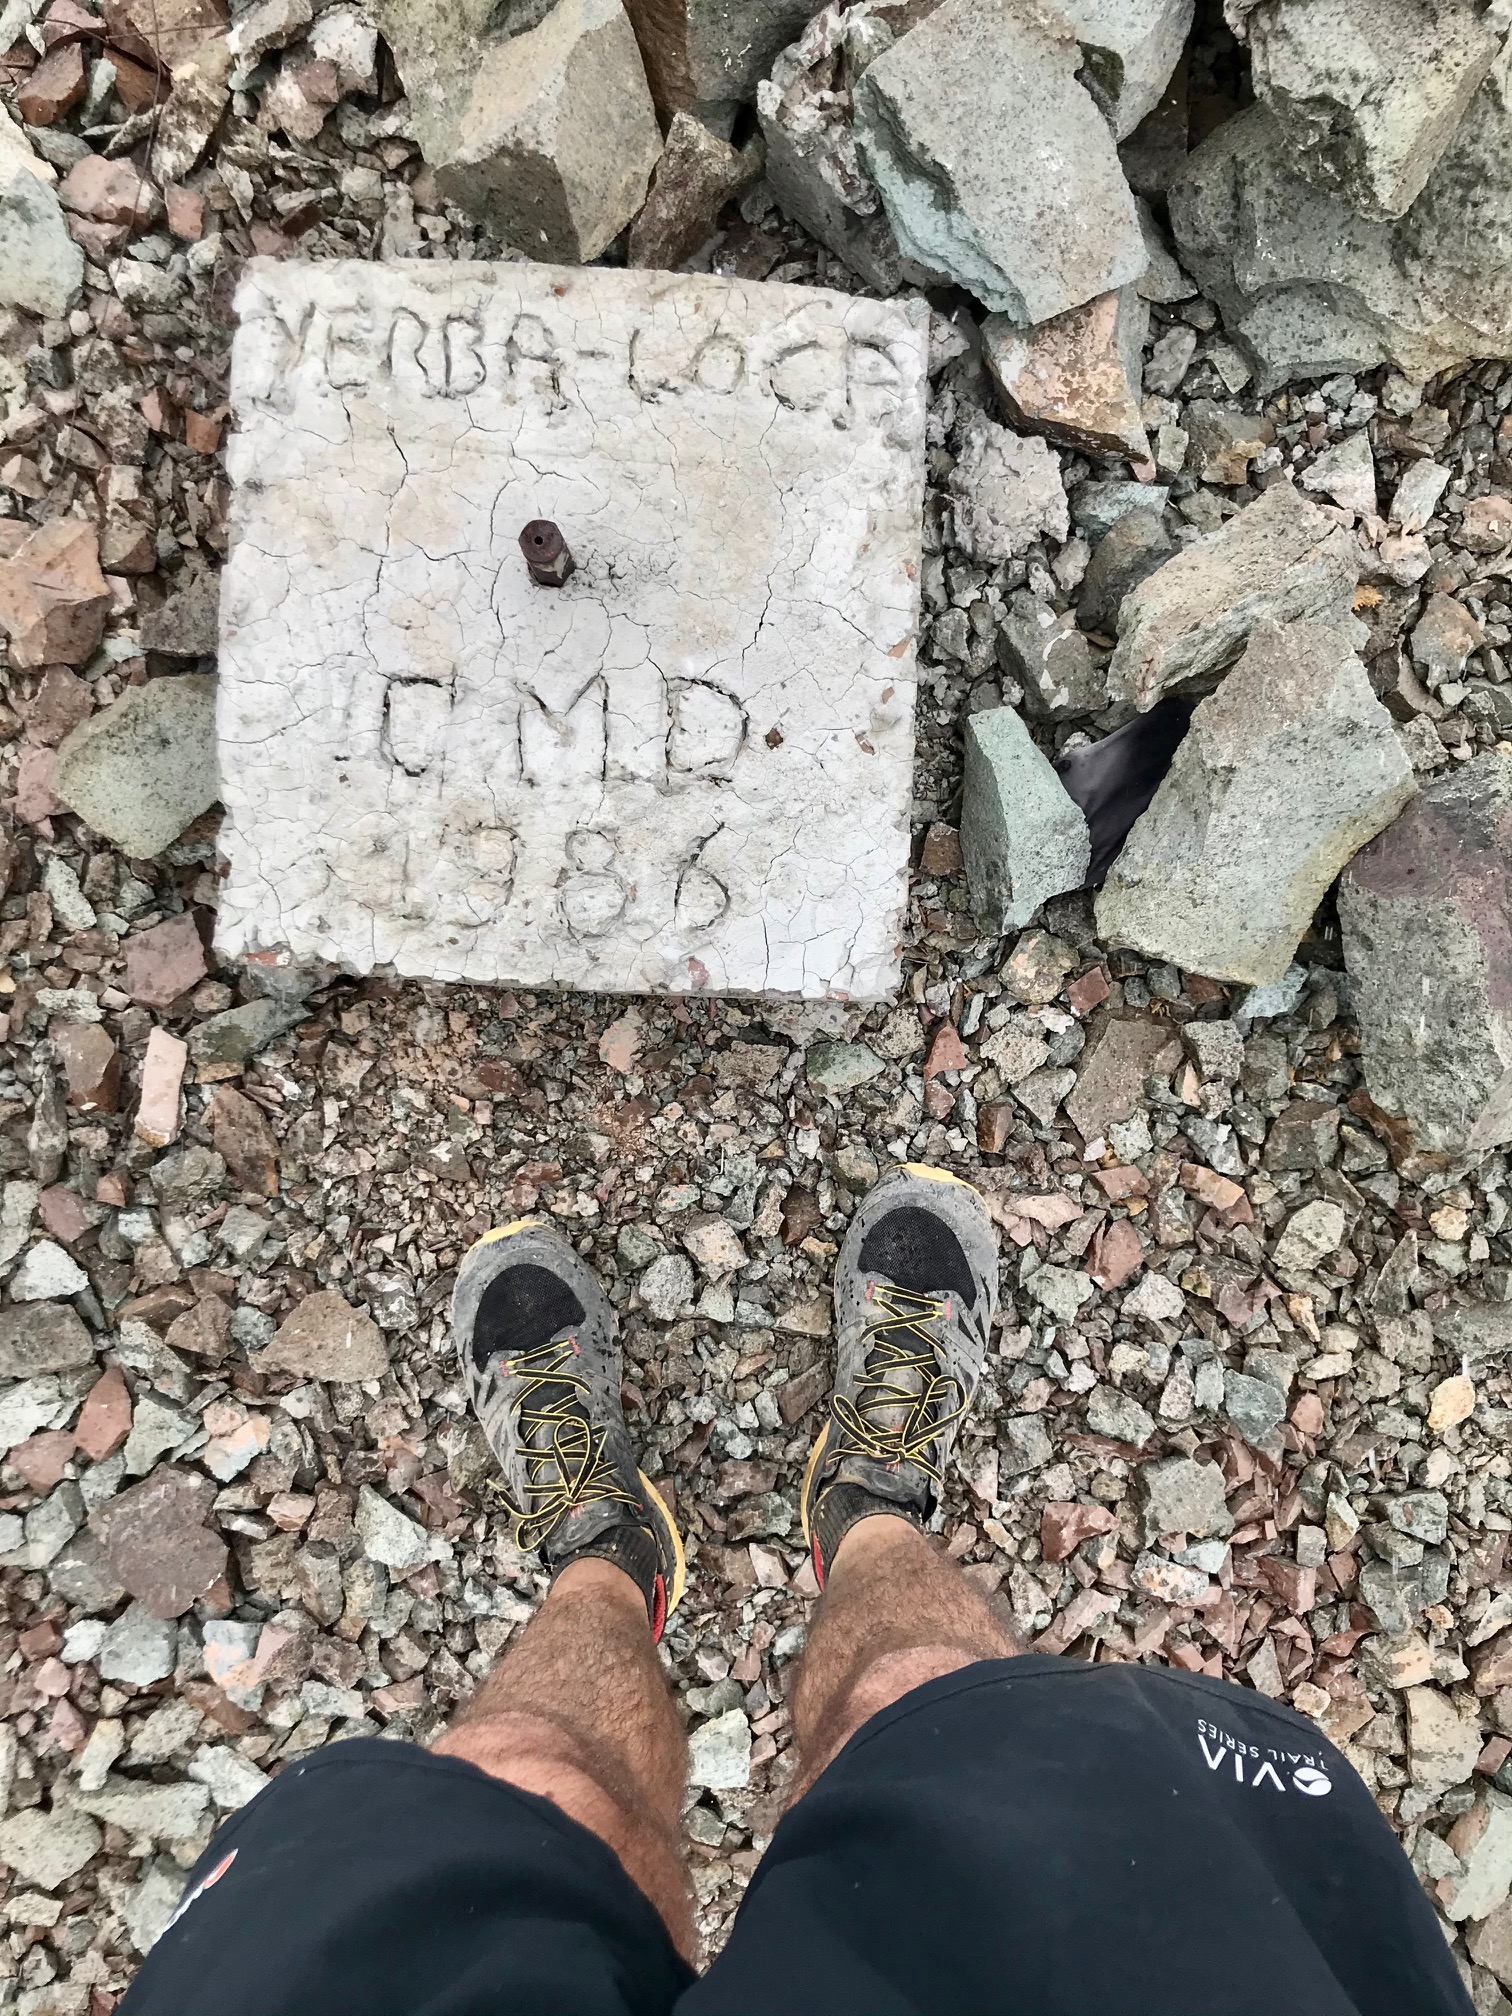 YERBA-LOCA
CMD
1986
VIA
TRAIL SERIES